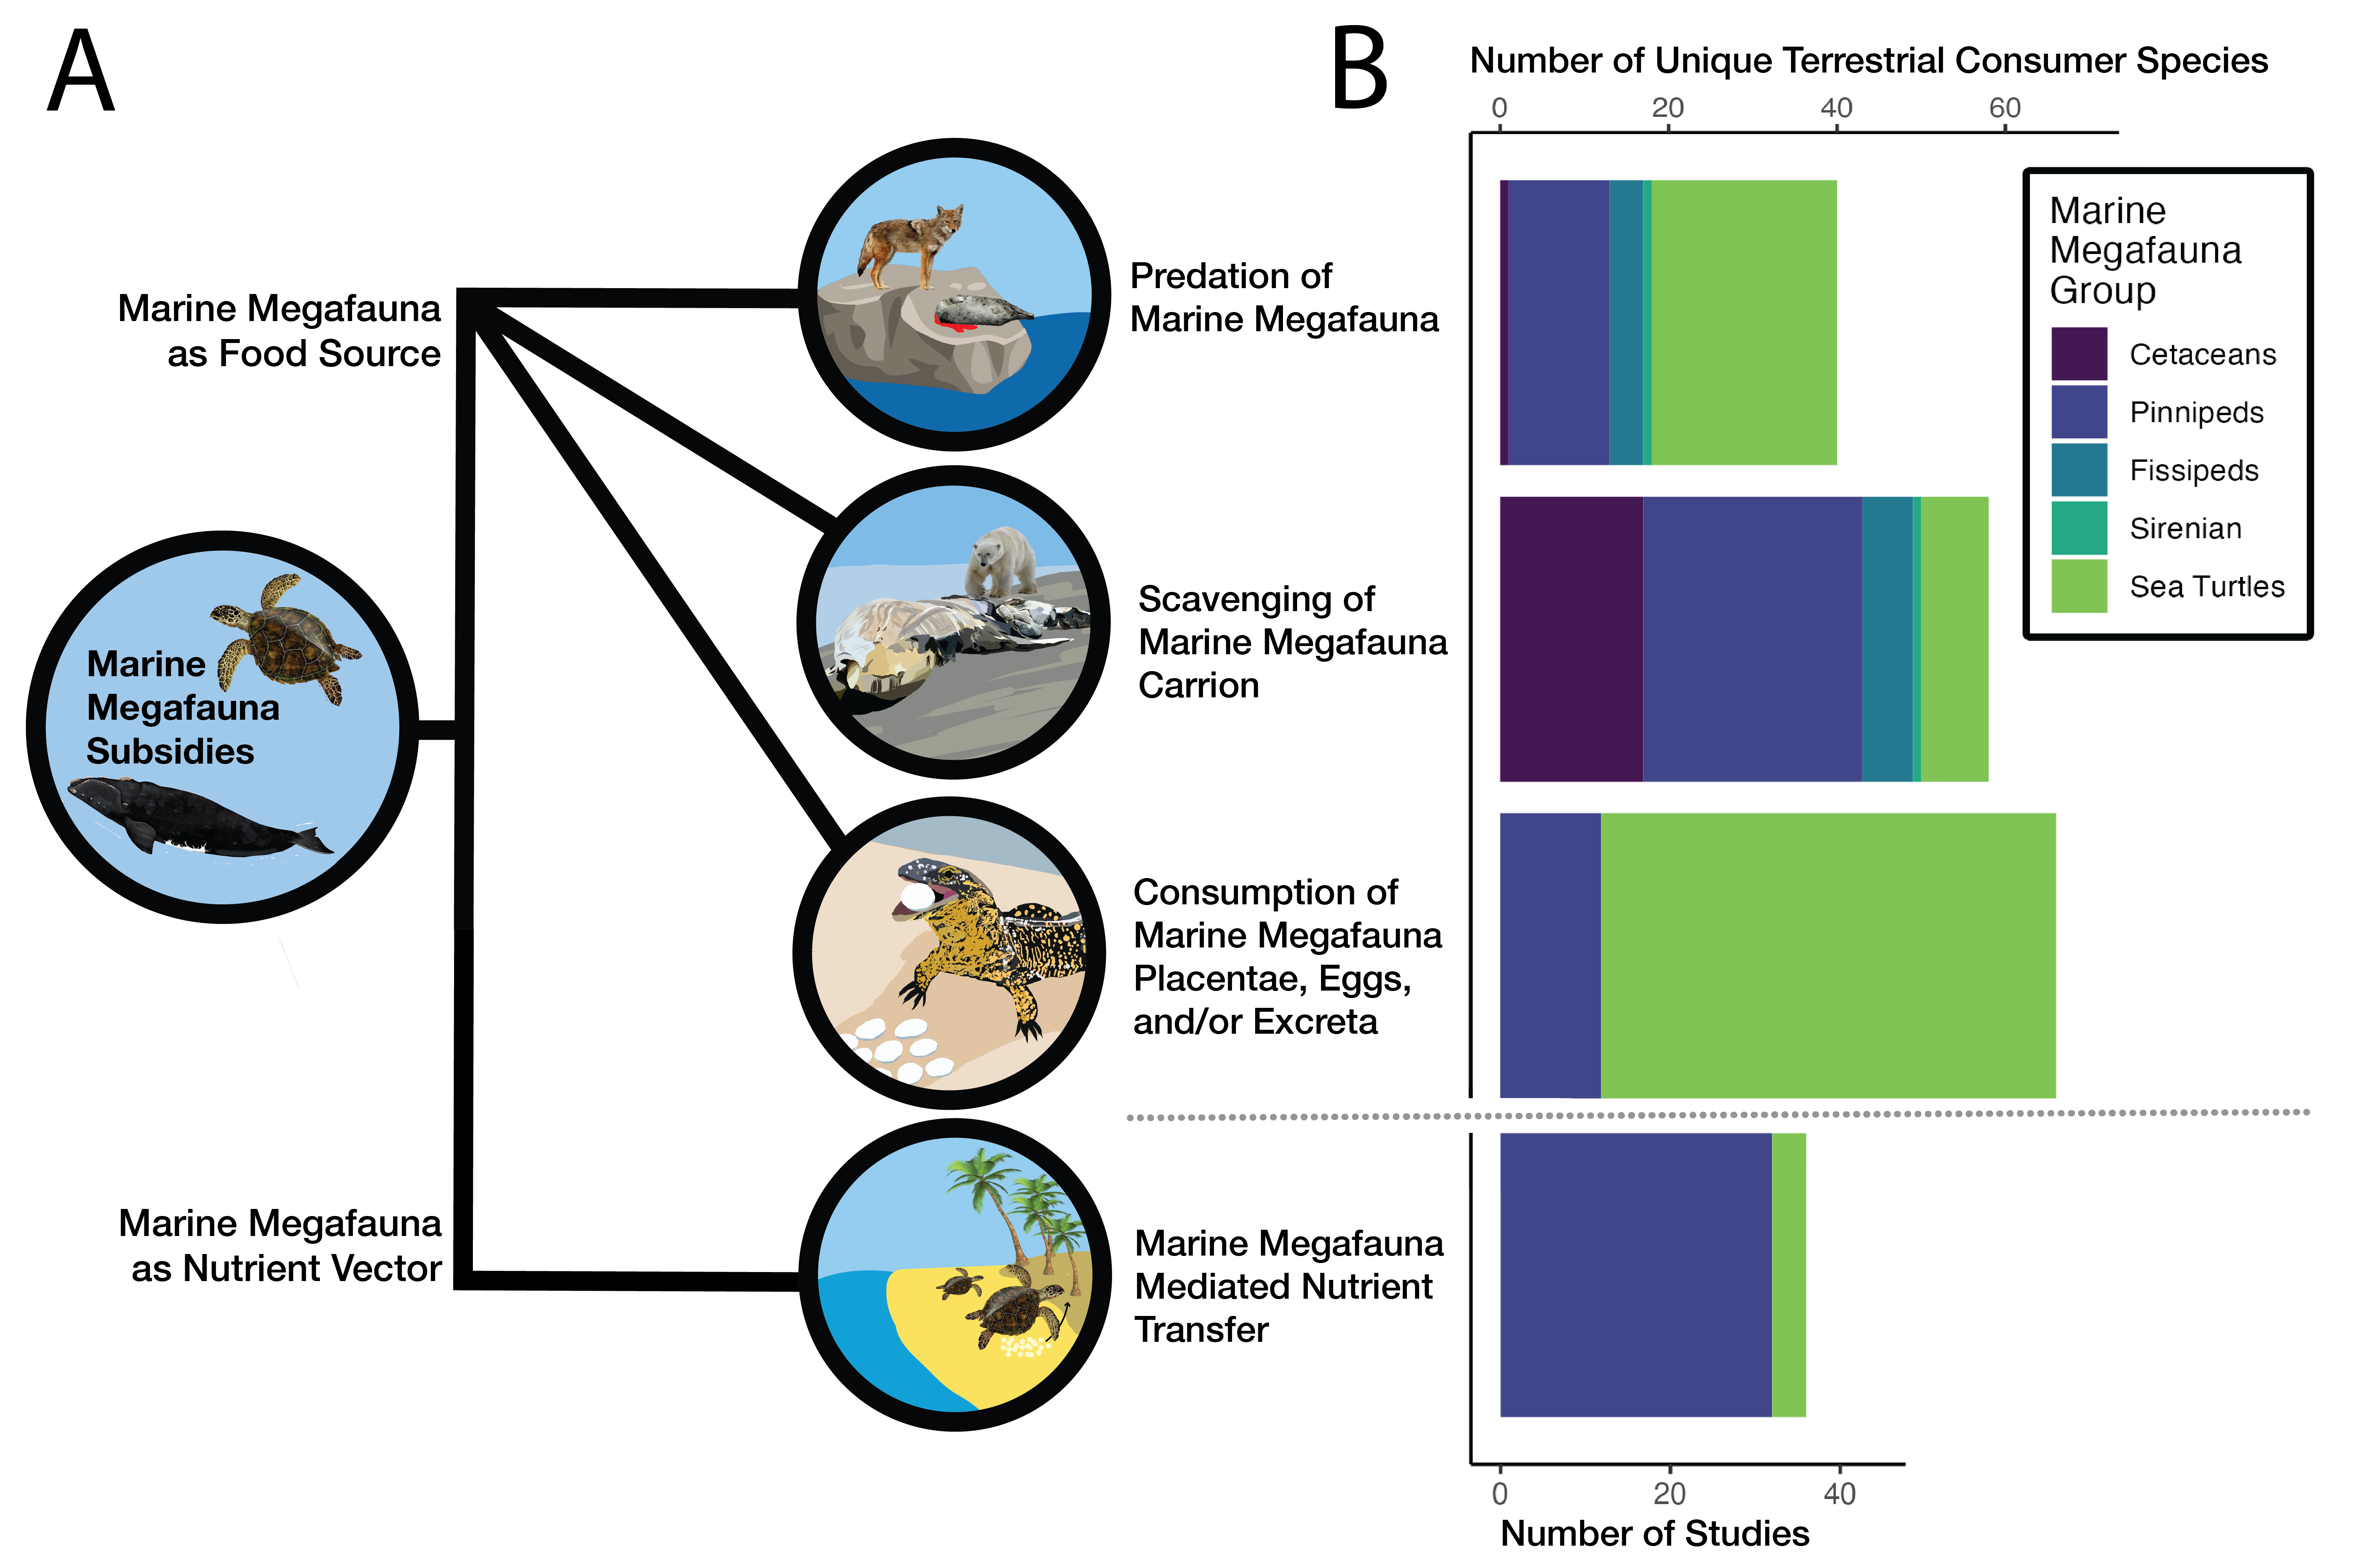 A
Marine Megafauna
as Food Source
Marine
Megafauna
Subsidies
Marine Megafauna
as Nutrient Vector
Predation of
Marine Megafauna
Scavenging of
Marine Megafauna
Carrion
Consumption of
Marine Megafauna
Placentae, Eggs,
and/or Excreta
Marine Megafauna
Mediated Nutrient
Transfer
B
Number of Unique Terrestrial Consumer Species
0 20 40 60
Marine
Megafauna
Group
Cetaceans
Pinnipeds
Fissipeds
Sirenian
Sea Turtles
0 20 40
Number of Studies